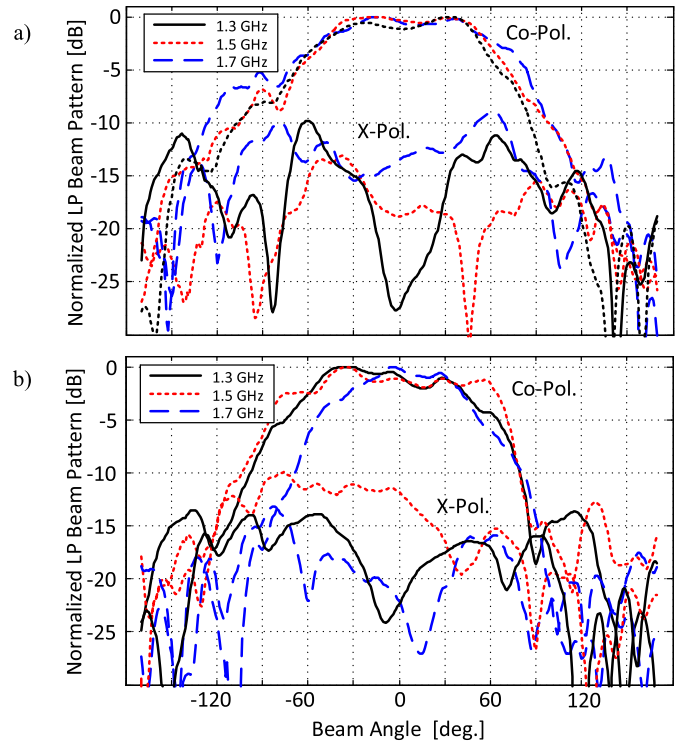 a)
Normalized LP Beam Pattern [dB]
0
-5
-10
-15
-20
-25
1.3 GHz
1.5 GHz
1.7 GHz
Co-Pol.
X-Pol.
b)
Normalized LP Beam Pattern [dB]
0
-5
-10
-15
-20
-25
1.3 GHz
1.5 GHz
1.7 GHz
Co-Pol.
X-Pol.
-120 -60 0 60 120
Beam Angle [deg.]